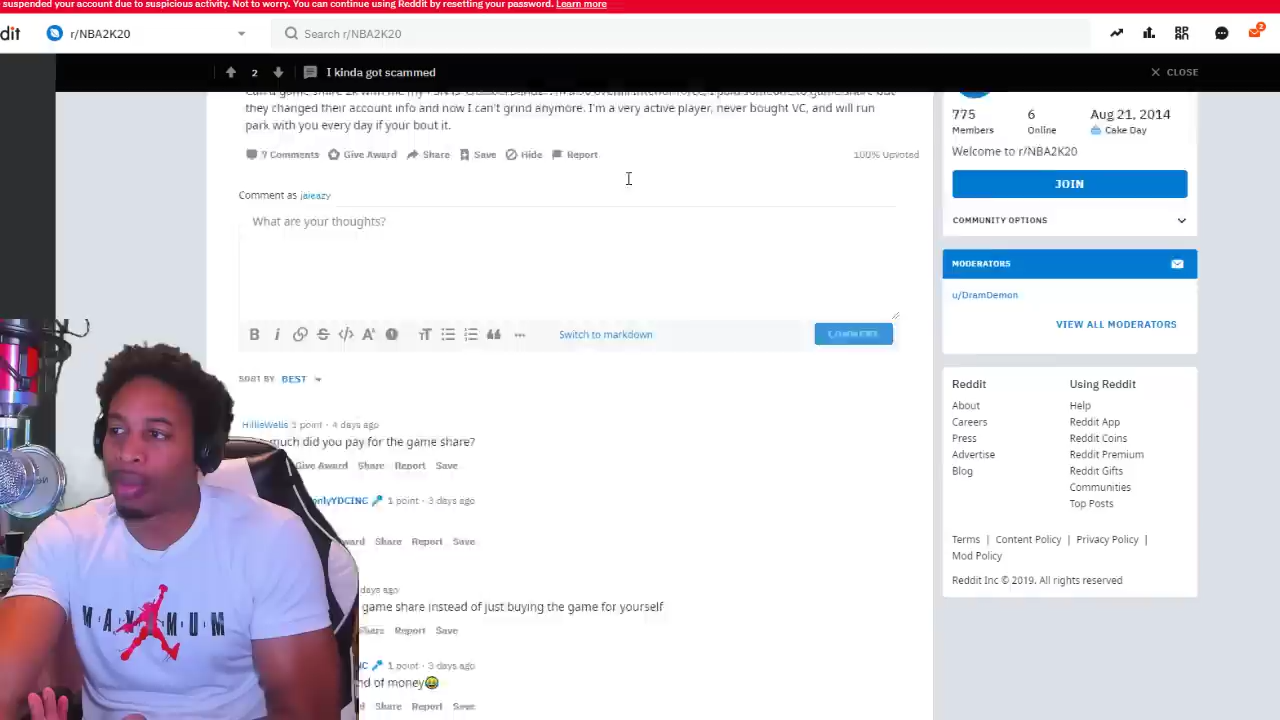 suspended your account due to suspicious activity. Not to worry. You can continue using Reddit by resetting your password. Learn more
dit r/NBA2K20 Search r/NBA2K20 2
2 I kinda got scammed CLOSE
they changed their account info and now I can't grind anymore. I'm a very active player, never bought VC, and will run
park with you every day if your bout it.
7 Comments Give Award Share Save Hide Report 100% Upvoted
Comment as jaieazy
What are your thoughts?
B i Switch to markdown COMMENT
SORT BY BEST
HillieWells 1 point · 4 days ago
much did you pay for the game share?
Give Award Share Report Save
onlyYDCINC 1 point · 3 days ago
ward Share Report Save
days ago
game share instead of just buying the game for yourself
Share Report Save
NC 1 point · 3 days ago
nd of money😂
Share Report Save
775 6 Aug 21, 2014
Members Online Cake Day
Welcome to r/NBA2K20
JOIN
COMMUNITY OPTIONS
MODERATORS
u/DramDemon
VIEW ALL MODERATORS
Reddit Using Reddit
About Help
Careers Reddit App
Press Reddit Coins
Advertise Reddit Premium
Blog Reddit Gifts
Communities
Top Posts
Terms | Content Policy | Privacy Policy |
Mod Policy
Reddit Inc © 2019. All rights reserved
MAXIMUM